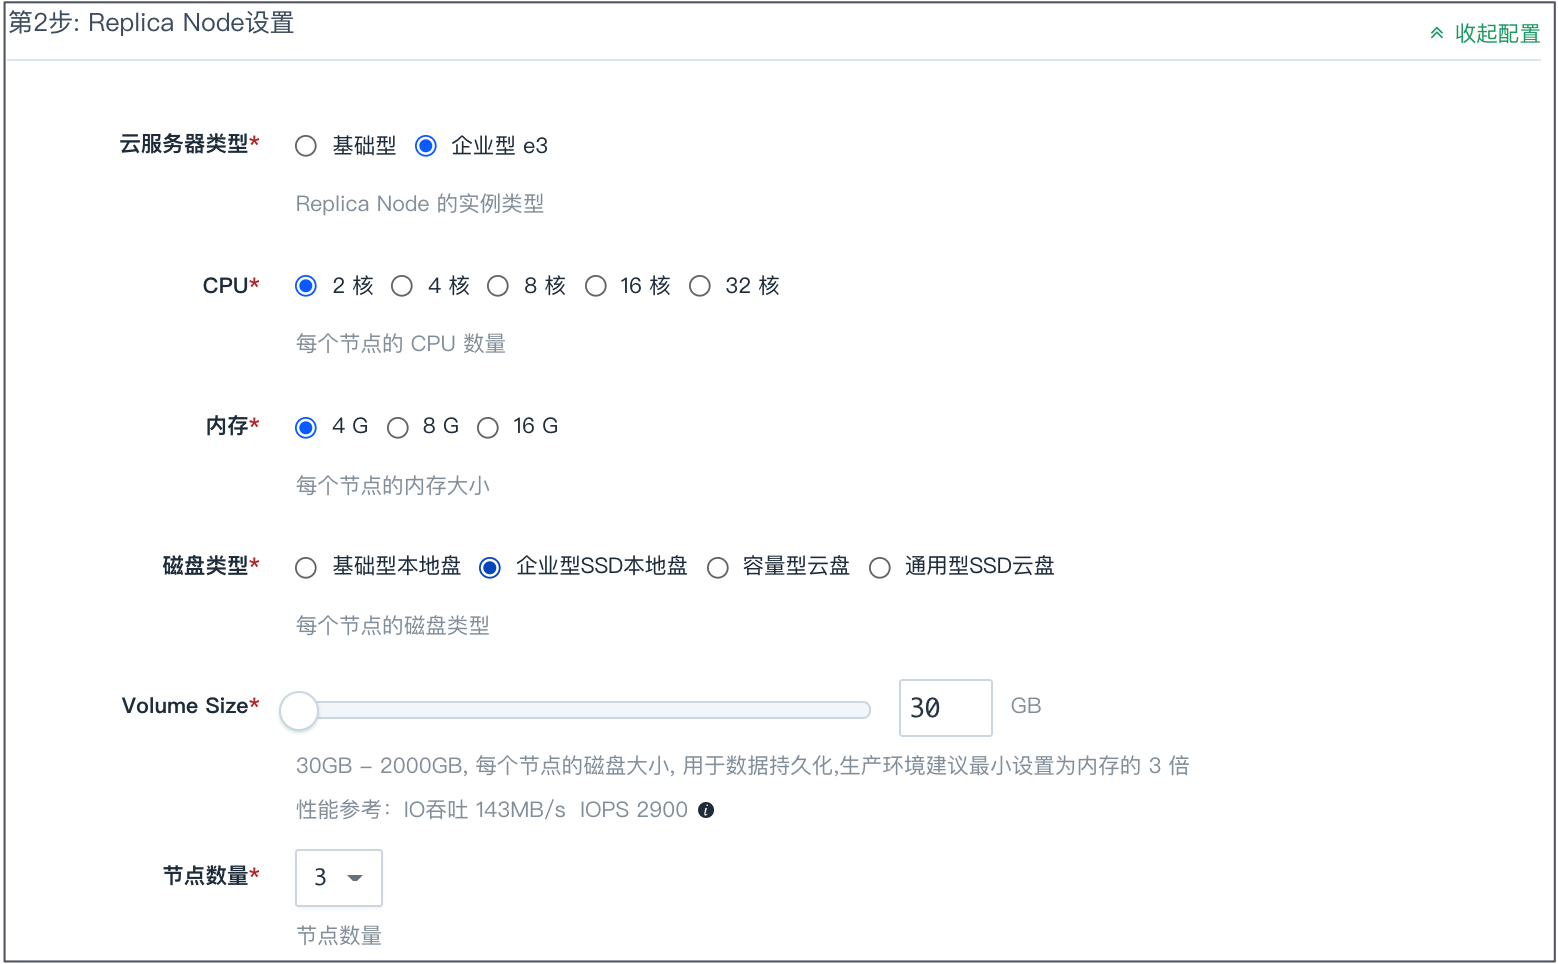 第2步: Replica Node设置
收起配置
云服务器类型* 基础型 企业型 e3
Replica Node 的实例类型
CPU* 2 核 4 核 8 核 16 核 32 核
每个节点的 CPU 数量
内存* 4 G 8 G 16 G
每个节点的内存大小
磁盘类型* 基础型本地盘 企业型SSD本地盘 容量型云盘 通用型SSD云盘
每个节点的磁盘类型
Volume Size* 30 GB
30GB – 2000GB, 每个节点的磁盘大小, 用于数据持久化,生产环境建议最小设置为内存的 3 倍
性能参考：IO吞吐 143MB/s IOPS 2900
节点数量* 3
节点数量